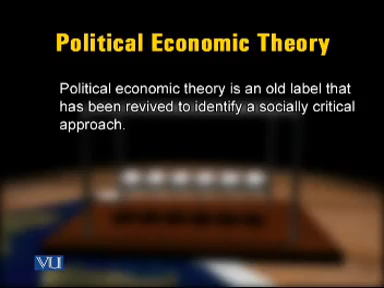 Political Economic Theory
Political economic theory is an old label that
has been revived to identify a socially critical
approach.
VU